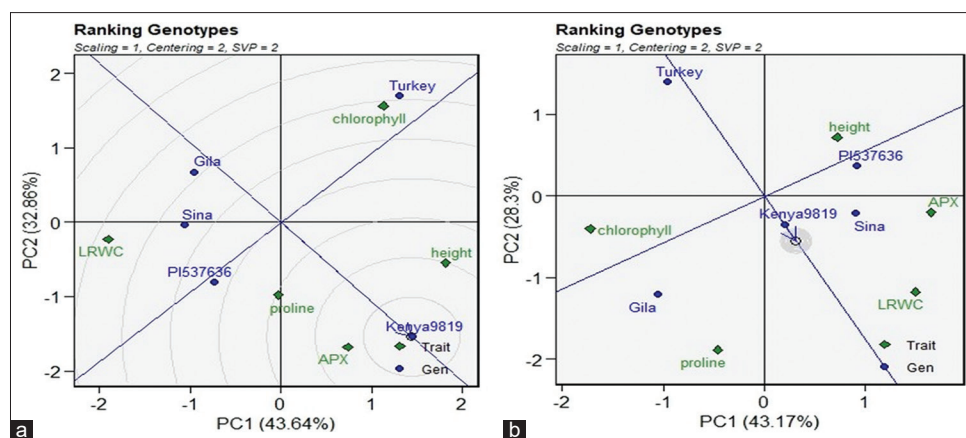 Ranking Genotypes
Scaling = 1, Centering = 2, SVP = 2
Turkey
chlorophyll
Gila
Sina
LRWC
height
PI537636
proline
Kenya9819
APX
Trait
Gen
2
1
0
-1
-2
-2
-1
0
1
2
PC2 (32.86%)
PC1 (43.64%)
a
Ranking Genotypes
Scaling = 1, Centering = 2, SVP = 2
Turkey
height
PI537636
APX
Kenya9819
Sina
chlorophyll
LRWC
Gila
proline
Trait
Gen
1
0
-1
-2
-2
-1
0
1
PC2 (28.3%)
PC1 (43.17%)
b